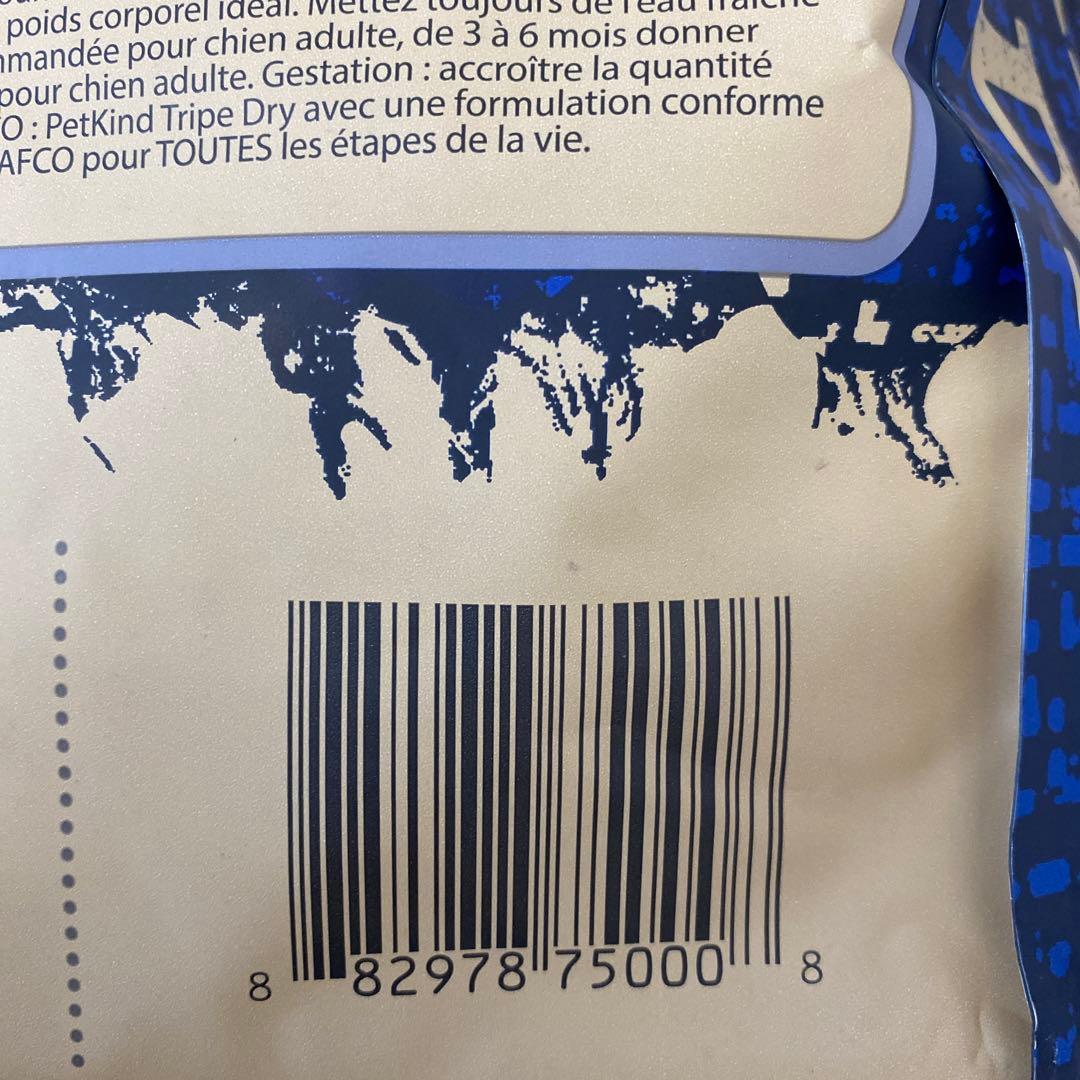 poids corporel idéal. Mettez toujours de l'eau fraîche
mandée pour chien adulte, de 3 à 6 mois donner
pour chien adulte. Gestation : accroître la quantité
O : PetKind Tripe Dry avec une formulation conforme
AFCO pour TOUTES les étapes de la vie.
8 82978 75000 8